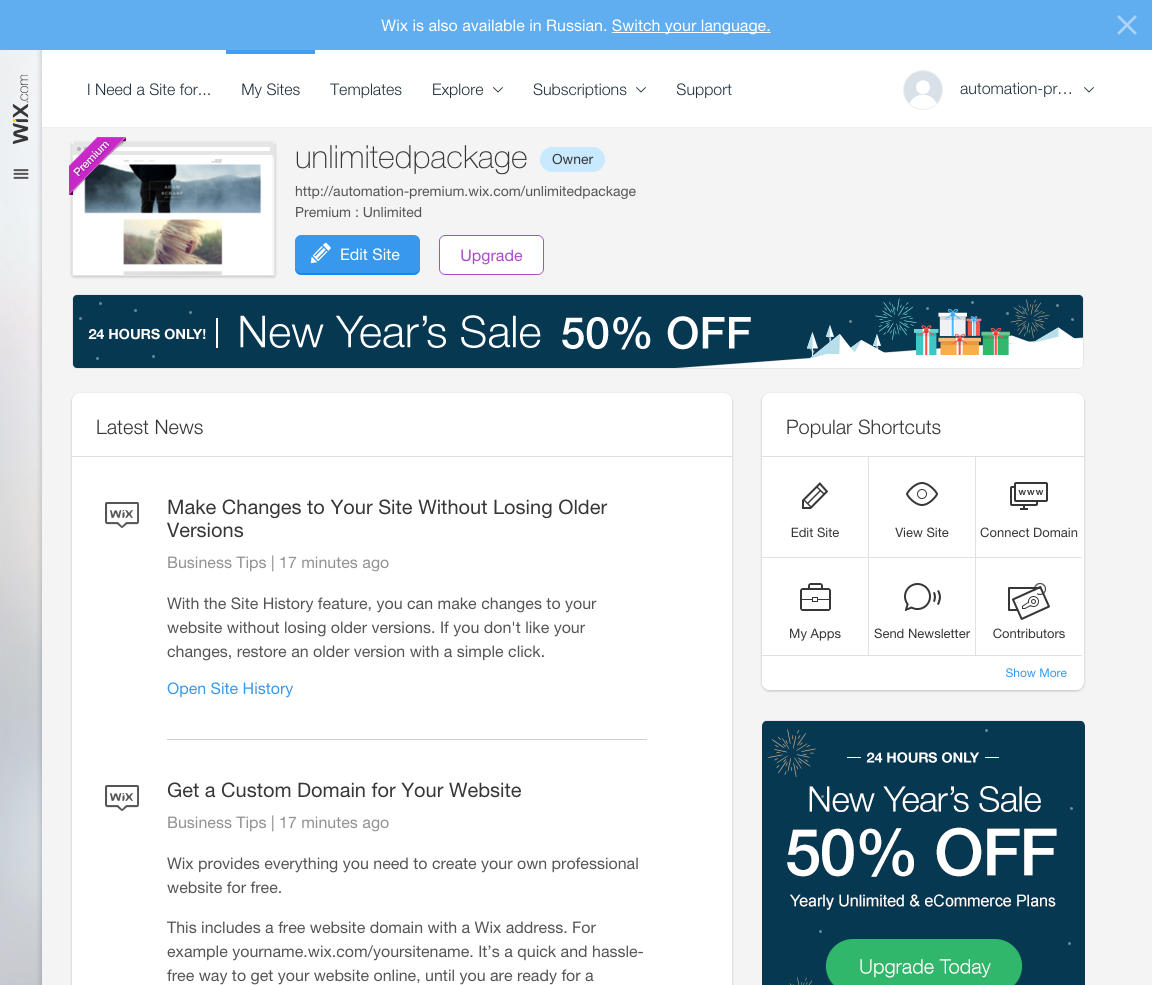 Wix is also available in Russian. Switch your language.
WiX.com
I Need a Site for... My Sites Templates Explore Subscriptions Support automation-pr...
Premium
unlimitedpackage Owner
http://automation-premium.wix.com/unlimitedpackage
Premium : Unlimited
Edit Site Upgrade
24 HOURS ONLY! New Year's Sale 50% OFF
Latest News
WiX
Make Changes to Your Site Without Losing Older
Versions
Business Tips | 17 minutes ago
With the Site History feature, you can make changes to your
website without losing older versions. If you don't like your
changes, restore an older version with a simple click.
Open Site History
WiX
Get a Custom Domain for Your Website
Business Tips | 17 minutes ago
Wix provides everything you need to create your own professional
website for free.
This includes a free website domain with a Wix address. For
example yourname.wix.com/yoursitename. It's a quick and hassle-
free way to get your website online, until you are ready for a
Popular Shortcuts
www
Edit Site View Site Connect Domain
My Apps Send Newsletter Contributors
Show More
24 HOURS ONLY
New Year's Sale
50% OFF
Yearly Unlimited & eCommerce Plans
Upgrade Today